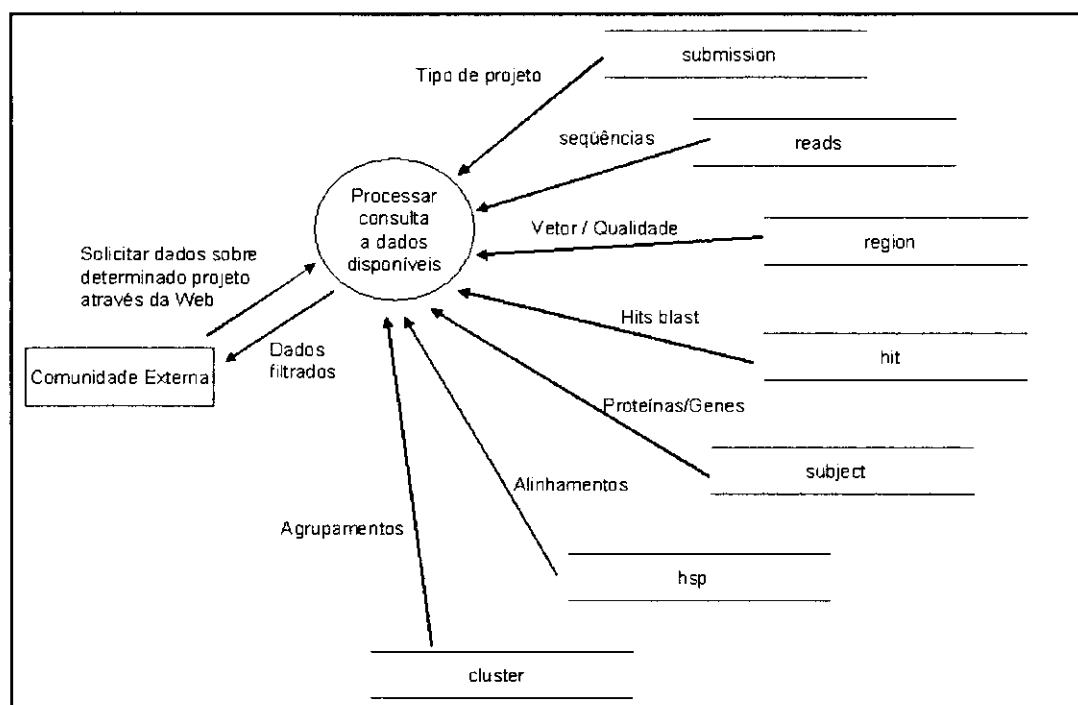 submission
Tipo de projeto
seqüências
reads
Processar
consulta
a dados
disponíveis
Vetor / Qualidade
region
Solicitar dados sobre
determinado projeto
através da Web
Hits blast
hit
Dados
filtrados
Comunidade Externa
Proteínas/Genes
subject
Alinhamentos
Agrupamentos
hsp
cluster